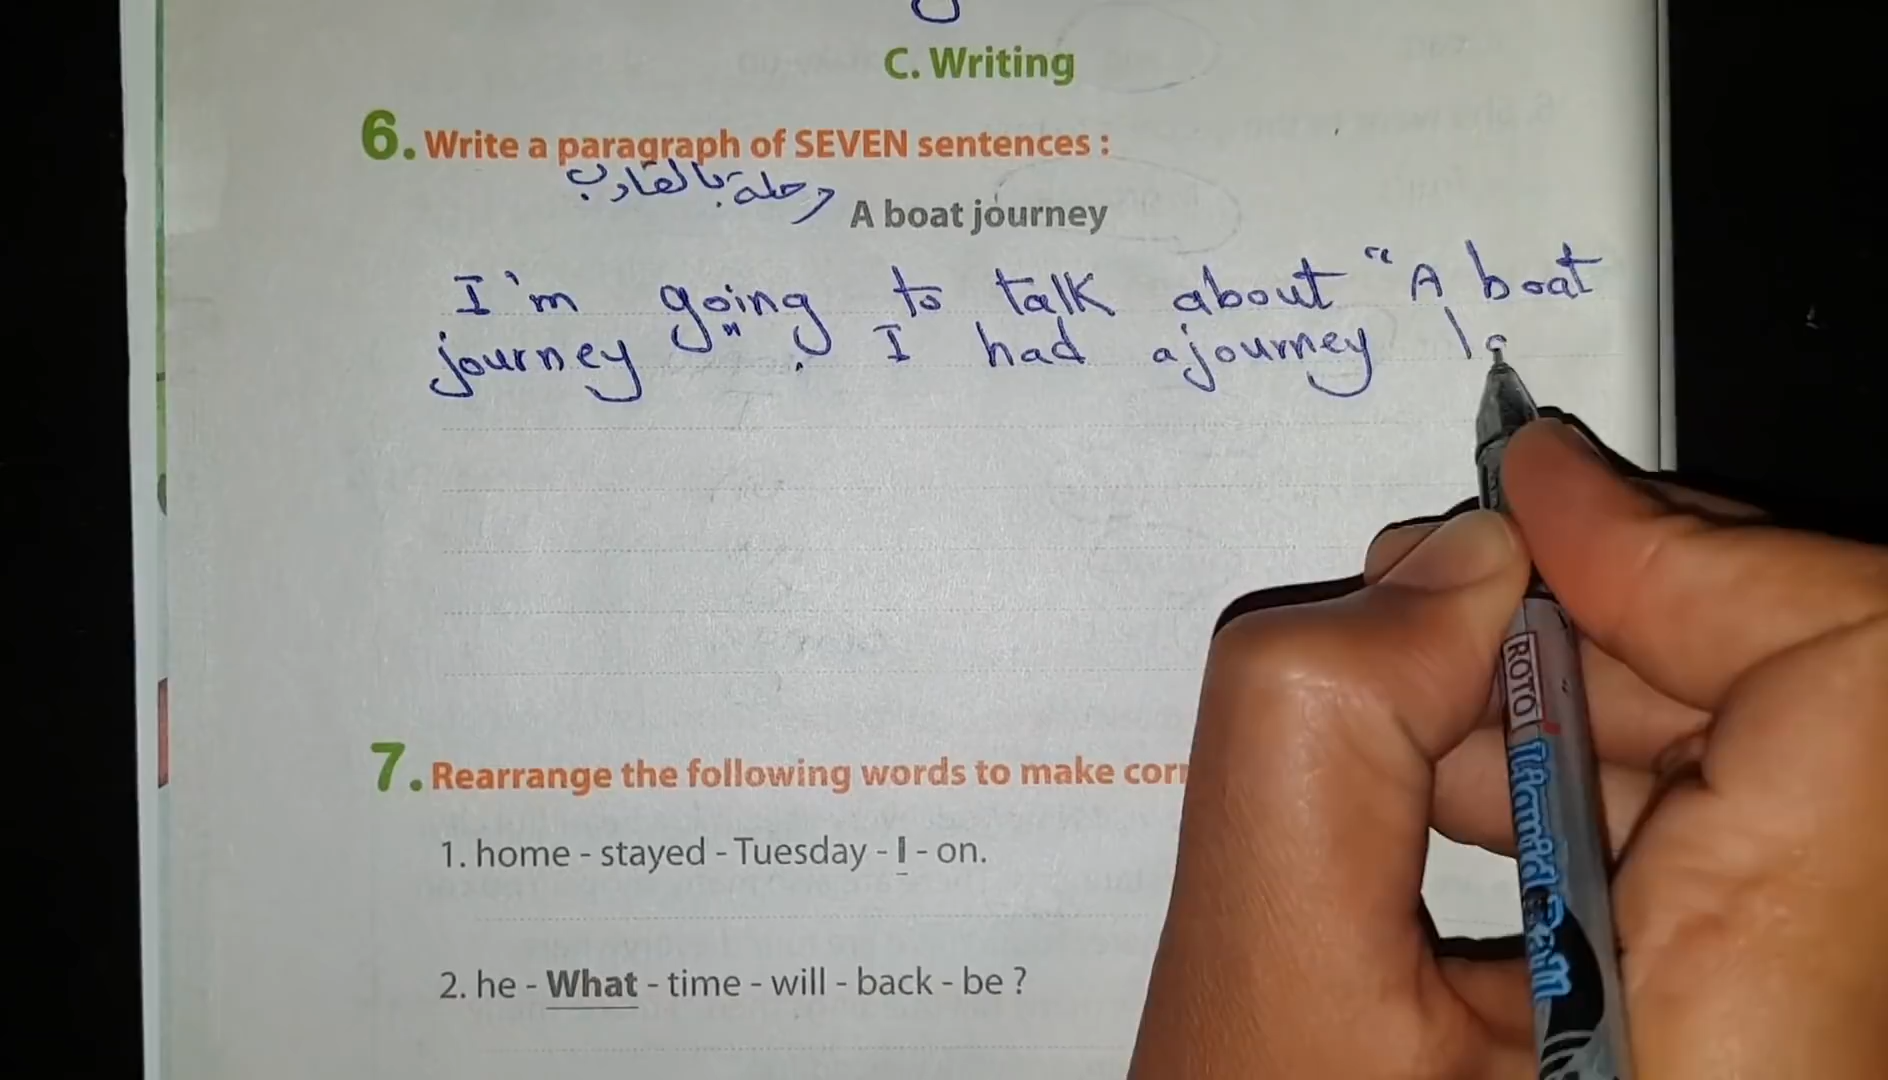 C. Writing
6. Write a paragraph of SEVEN sentences :
رحلة بالقارب
A boat journey
I'm going to talk about "A boat
journey". I had a journey
7. Rearrange the following words to make
1. home - stayed - Tuesday - I - on.
2. he - What - time - will - back - be ?
ROTO